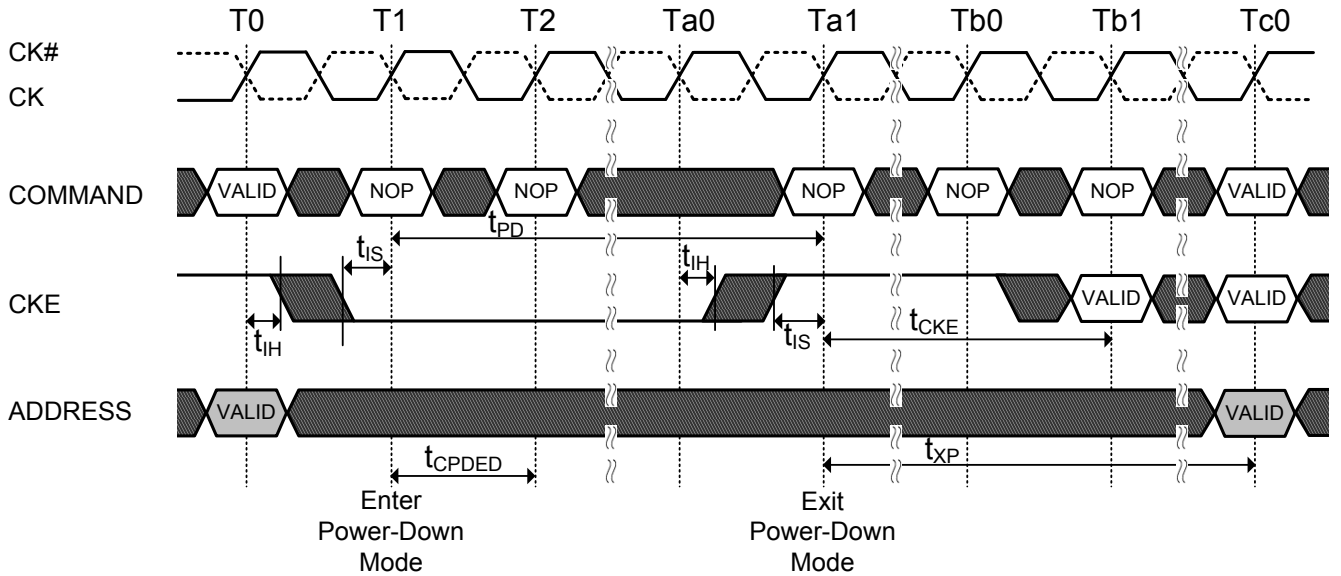 T0 T1 T2 Ta0 Ta1 Tb0 Tb1 Tc0
CK#
CK
COMMAND VALID NOP NOP NOP NOP NOP VALID
tPD
tIS tIH
CKE VALID VALID
tIH tIS tCKE
ADDRESS VALID VALID
tCPDED tXP
Enter
Power-Down
Mode
Exit
Power-Down
Mode